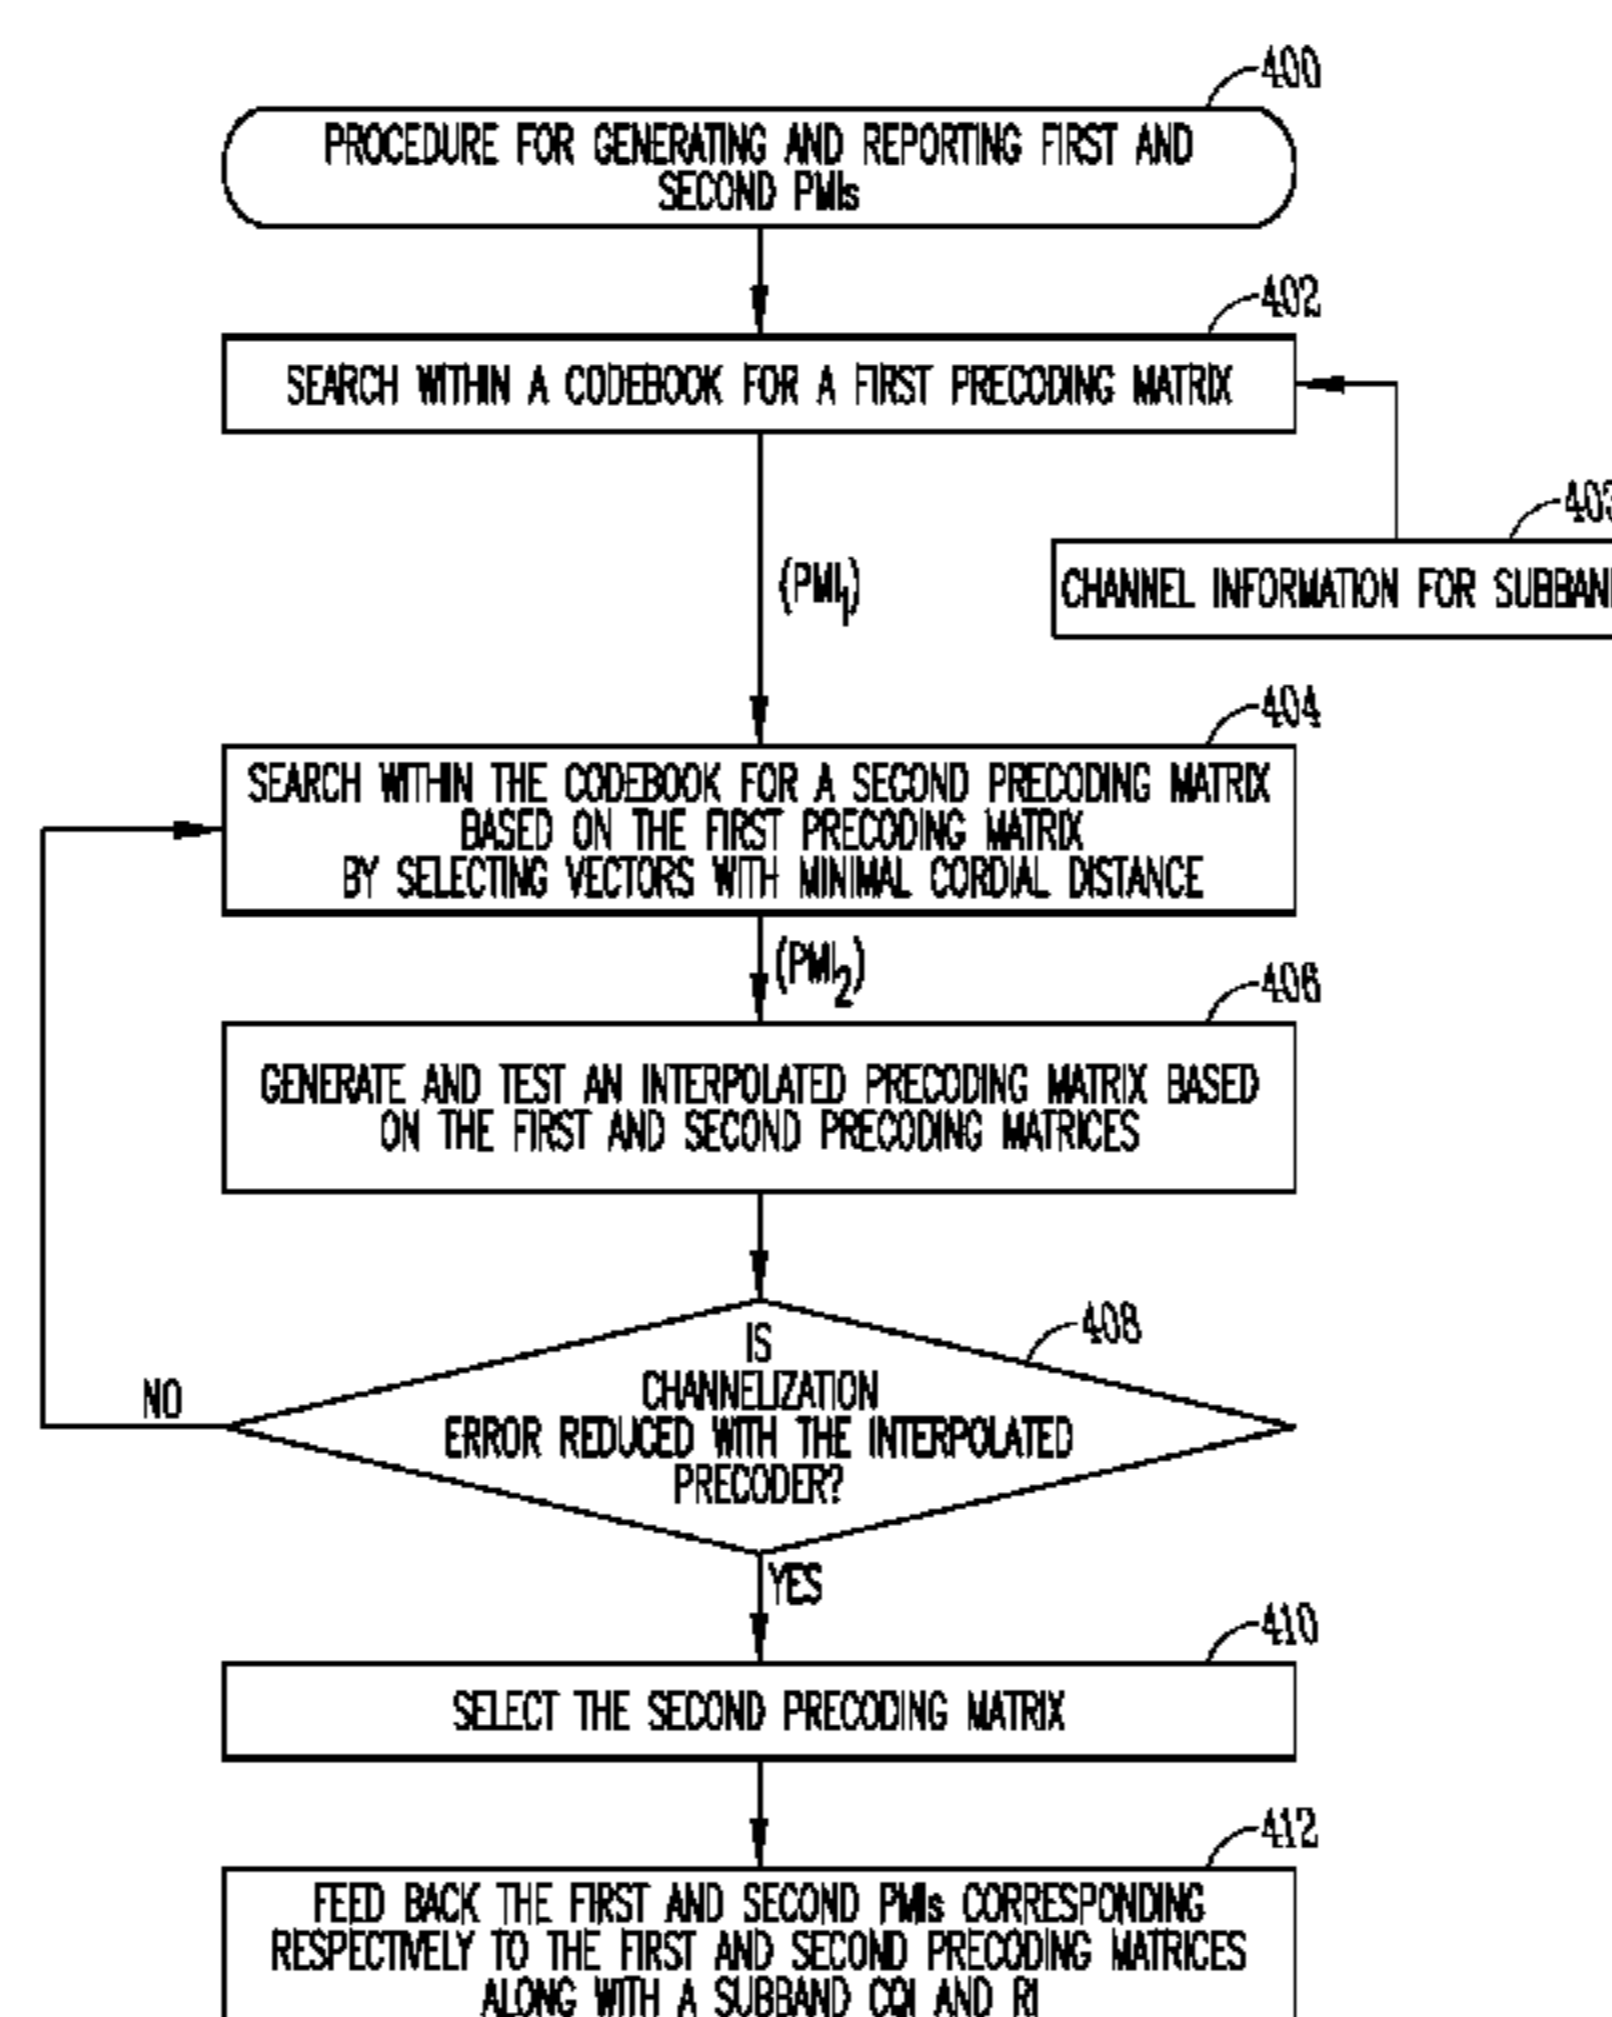 400
PROCEDURE FOR GENERATING AND REPORTING FIRST AND
SECOND PMIs
402
SEARCH WITHIN A CODEBOOK FOR A FIRST PRECODING MATRIX
403
CHANNEL INFORMATION FOR
(PMI1)
404
SEARCH WITHIN THE CODEBOOK FOR A SECOND PRECODING MATRIX
BASED ON THE FIRST PRECODING MATRIX
BY SELECTING VECTORS WITH MINIMAL CORDIAL DISTANCE
(PMI2)
406
GENERATE AND TEST AN INTERPOLATED PRECODING MATRIX BASED
ON THE FIRST AND SECOND PRECODING MATRICES
408
IS
CHANNELIZATION
ERROR REDUCED WITH THE INTERPOLATED
PRECODER?
NO
YES
410
SELECT THE SECOND PRECODING MATRIX
412
FEED BACK THE FIRST AND SECOND PMIs CORRESPONDING
RESPECTIVELY TO THE FIRST AND SECOND PRECODING MATRICES
ALONG WITH A SUBBAND CQI AND RI